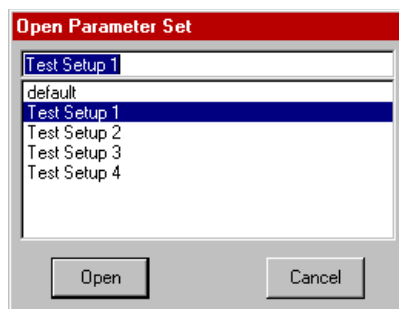 Open Parameter Set
Test Setup 1
default
Test Setup 1
Test Setup 2
Test Setup 3
Test Setup 4
Open Cancel